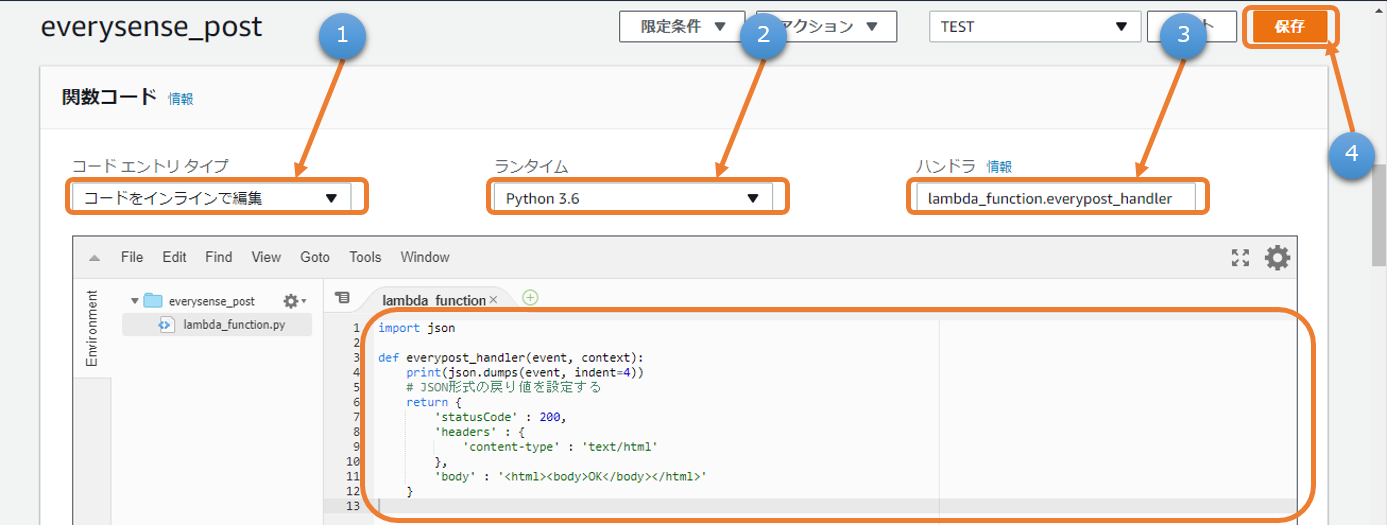 everysense_post
1
限定条件
2
アクション
TEST
3
ト
保存
関数コード 情報
4
コード エントリ タイプ
ランタイム
ハンドラ 情報
コードをインラインで編集
Python 3.6
lambda_function.everypost_handler
File Edit Find View Goto Tools Window
Environment
everysense_post
lambda_function.py
lambda_function
1 import json
2
3 def everypost_handler(event, context):
4     print(json.dumps(event, indent=4))
5     # JSON形式の戻り値を設定する
6     return {
7         'statusCode' : 200,
8         'headers' : {
9             'content-type' : 'text/html'
10         },
11         'body' : '<html><body>OK</body></html>'
12     }
13